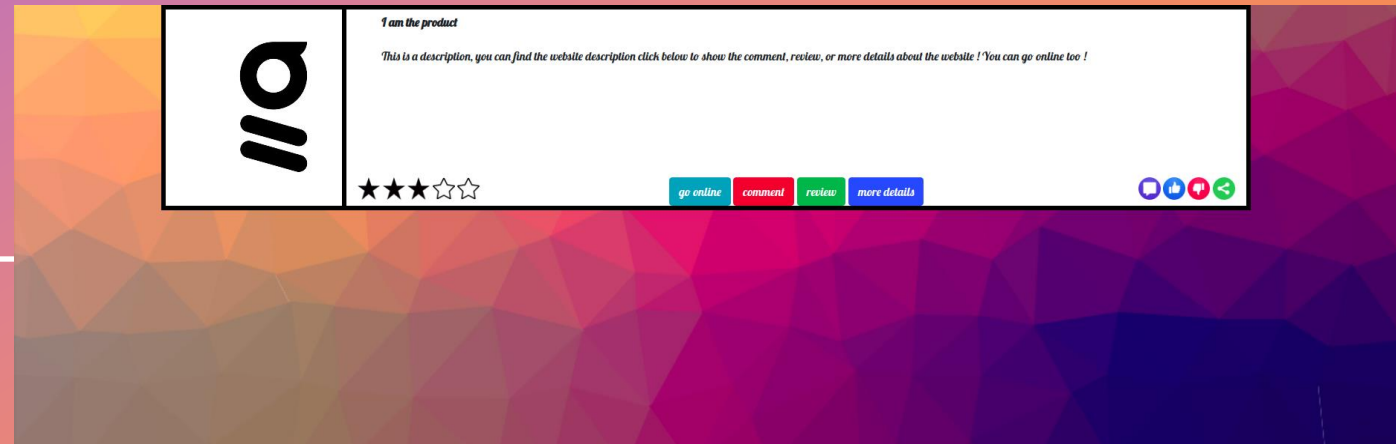 I am the product
This is a description, you can find the website description click below to show the comment, review, or more details about the website ! You can go online too !
go online
comment
review
more details